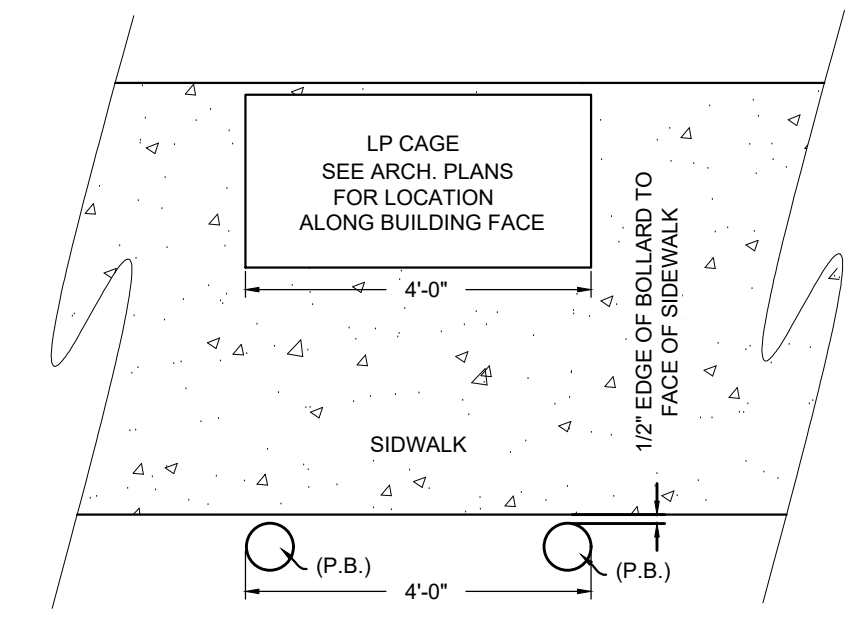 LP CAGE
SEE ARCH. PLANS
FOR LOCATION
ALONG BUILDING FACE
4'-0"
1/2" EDGE OF BOLLARD TO
FACE OF SIDEWALK
SIDWALK
(P.B.)
(P.B.)
4'-0"